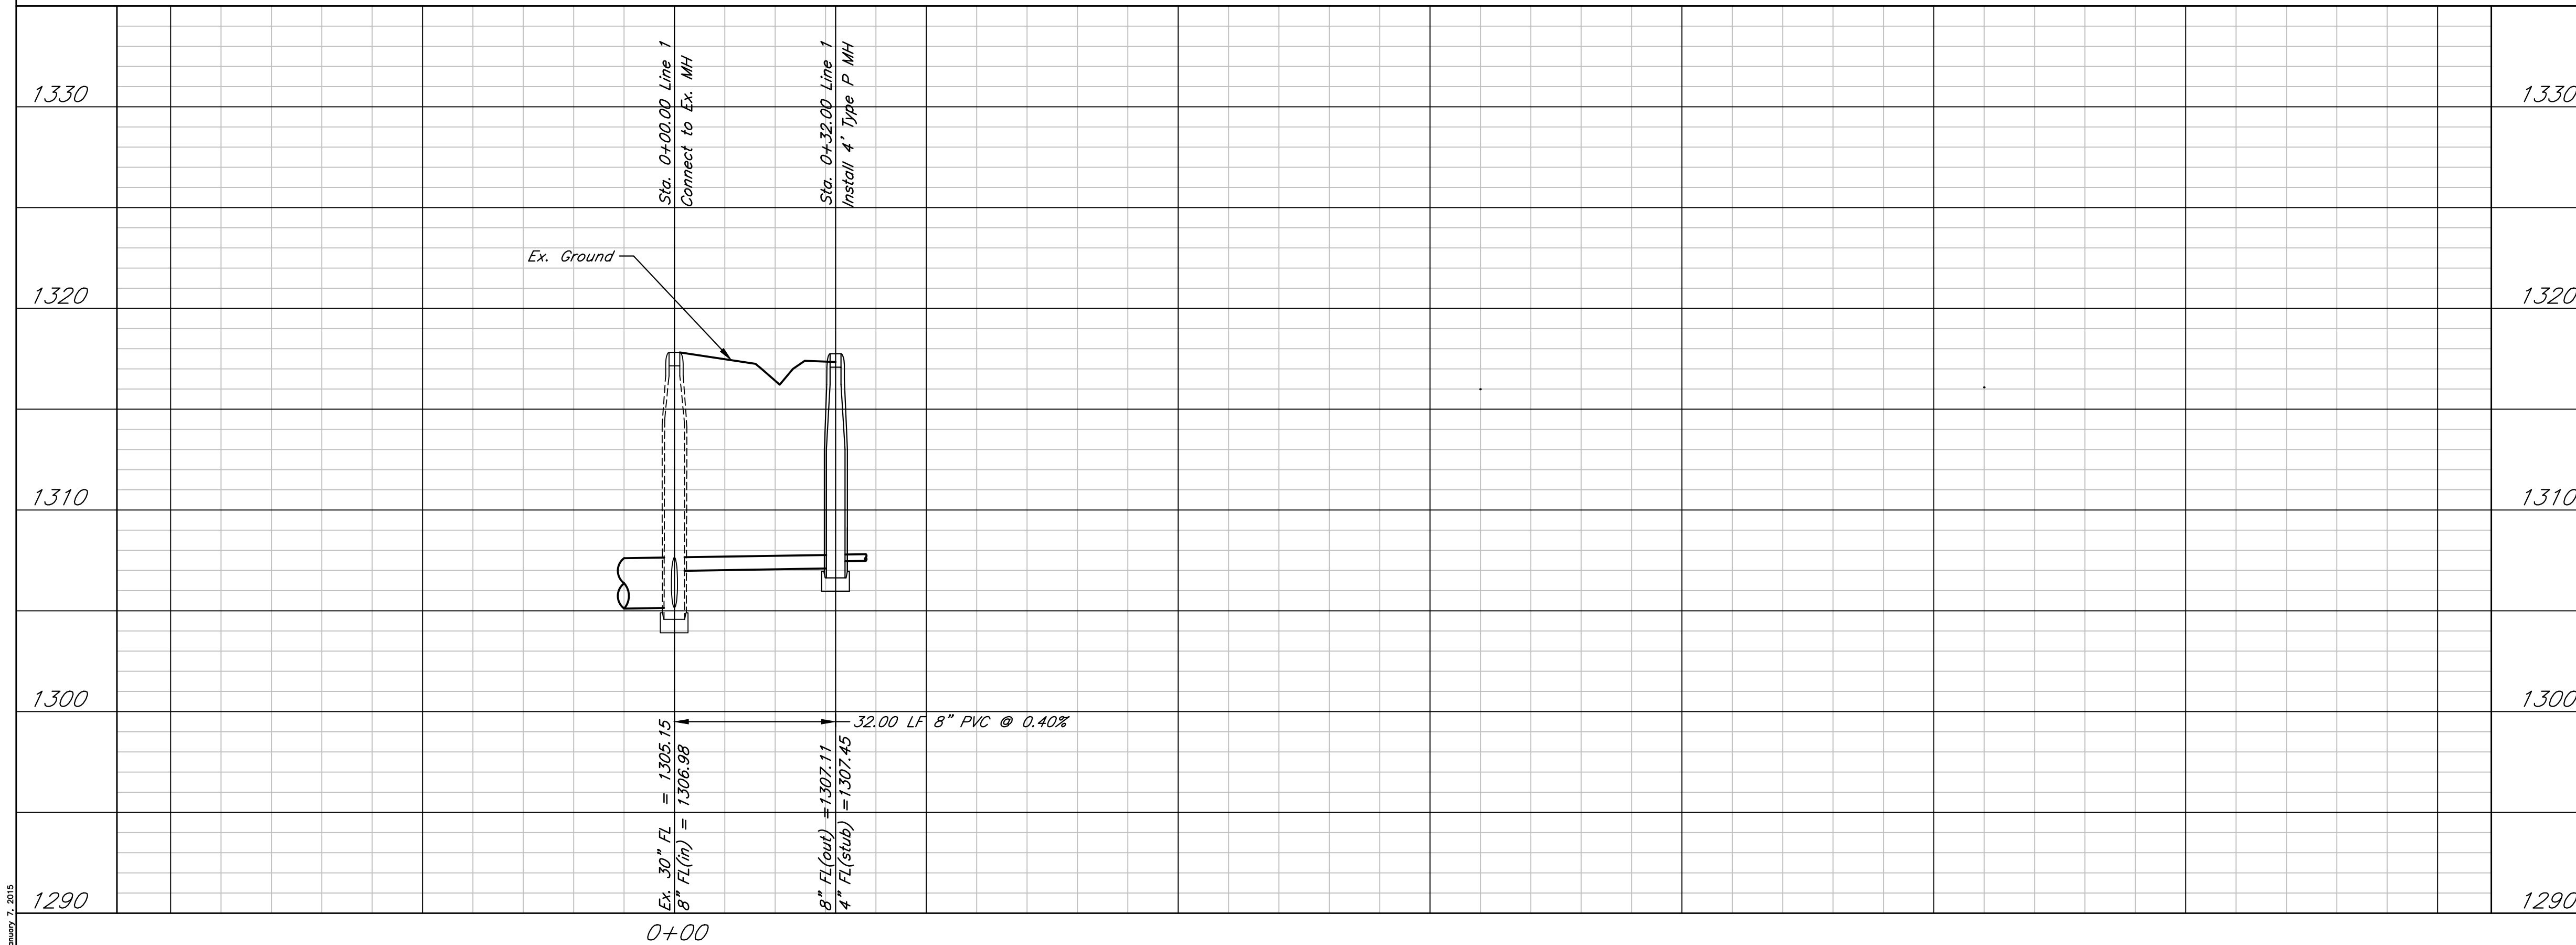 Sta. 0+00.00 Line 1
Connect to Ex. MH
Sta. 0+32.00 Line 1
Install 4' Type P MH
1330
1330
Ex. Ground
1320
1320
1310
1310
1300
1300
32.00 LF 8" PVC @ 0.40%
Ex. 30" FL = 1305.15
8" FL(in) = 1306.98
8" FL(out) =1307.11
4" FL(stub) =1307.45
1290
1290
0+00
7, 2015